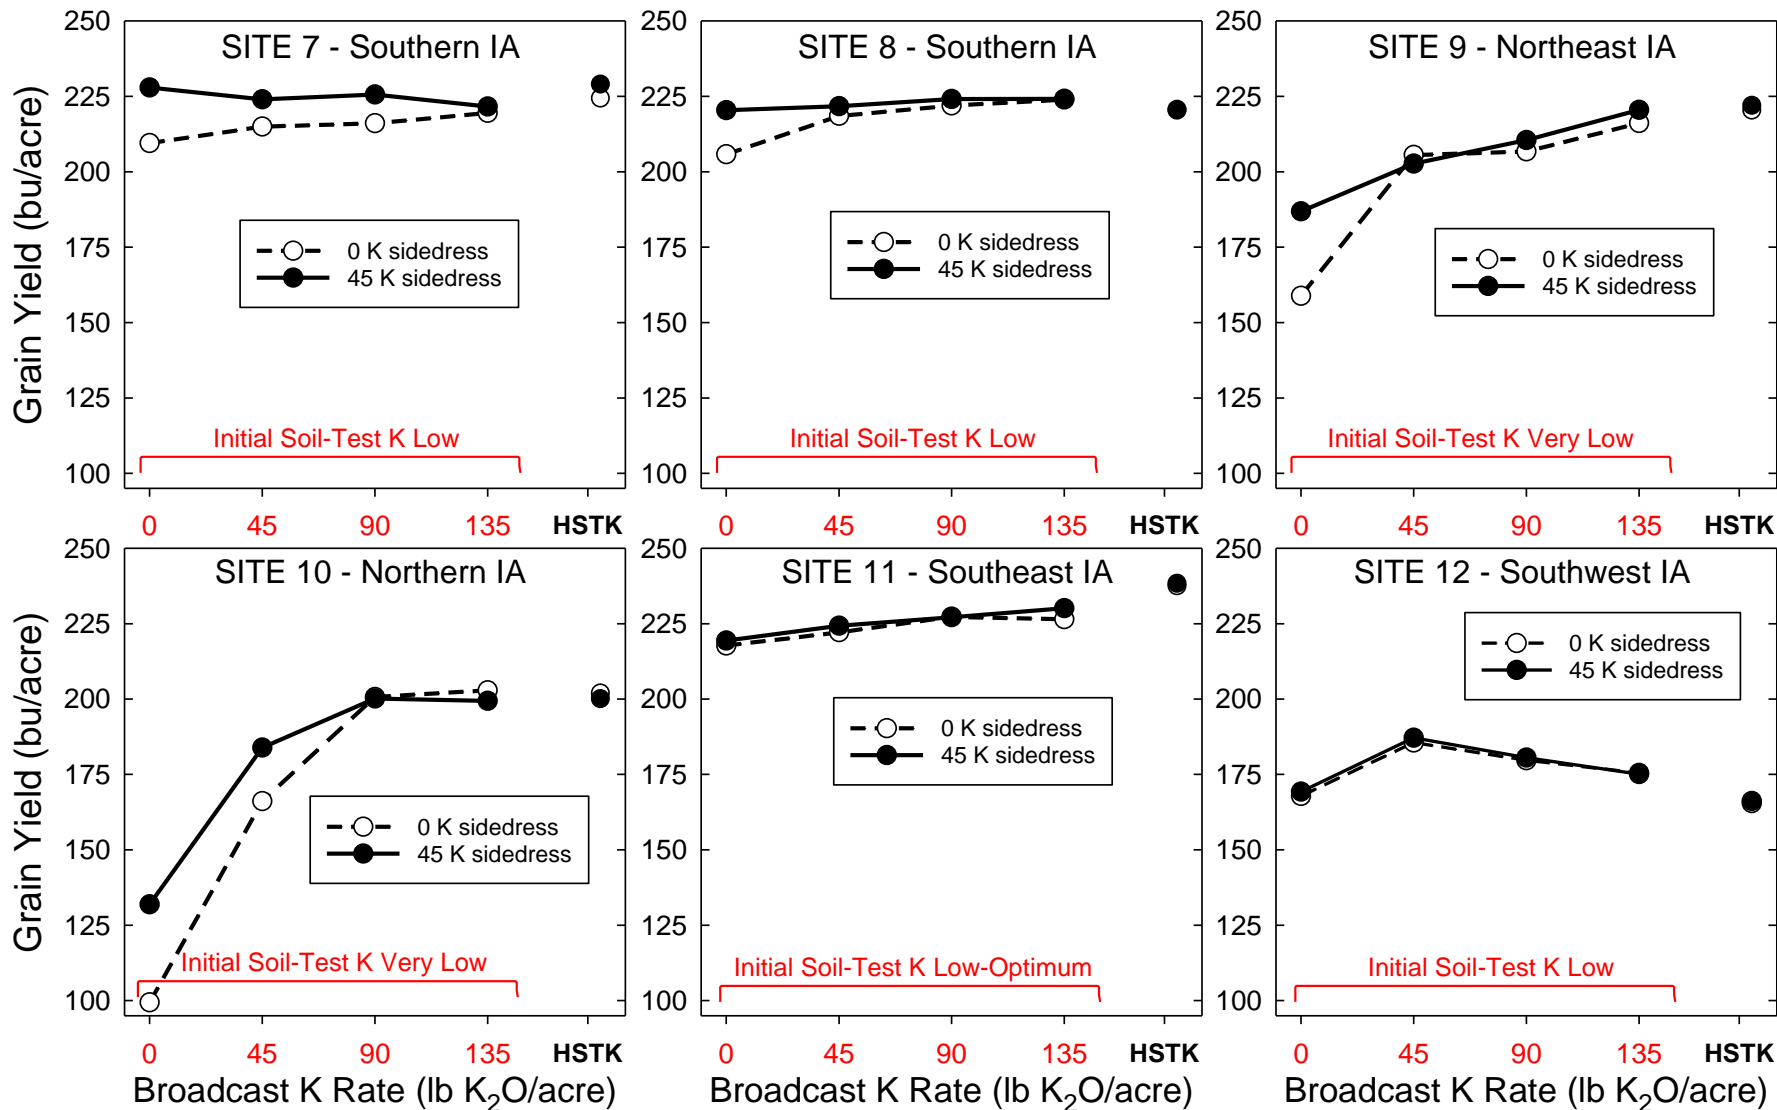 SITE 7 - Southern IA
SITE 8 - Southern IA
SITE 9 - Northeast IA
Grain Yield (bu/acre)
250
225
200
175
150
125
100
250
225
200
175
150
125
100
250
225
200
175
150
125
100
0 K sidedress
45 K sidedress
0 K sidedress
45 K sidedress
0 K sidedress
45 K sidedress
Initial Soil-Test K Low
Initial Soil-Test K Low
Initial Soil-Test K Very Low
0 45 90 135 HSTK
0 45 90 135 HSTK
0 45 90 135 HSTK
SITE 10 - Northern IA
SITE 11 - Southeast IA
SITE 12 - Southwest IA
Grain Yield (bu/acre)
250
225
200
175
150
125
100
250
225
200
175
150
125
100
250
225
200
175
150
125
100
0 K sidedress
45 K sidedress
0 K sidedress
45 K sidedress
0 K sidedress
45 K sidedress
Initial Soil-Test K Very Low
Initial Soil-Test K Low-Optimum
Initial Soil-Test K Low
0 45 90 135 HSTK
0 45 90 135 HSTK
0 45 90 135 HSTK
Broadcast K Rate (lb K₂O/acre)
Broadcast K Rate (lb K₂O/acre)
Broadcast K Rate (lb K₂O/acre)